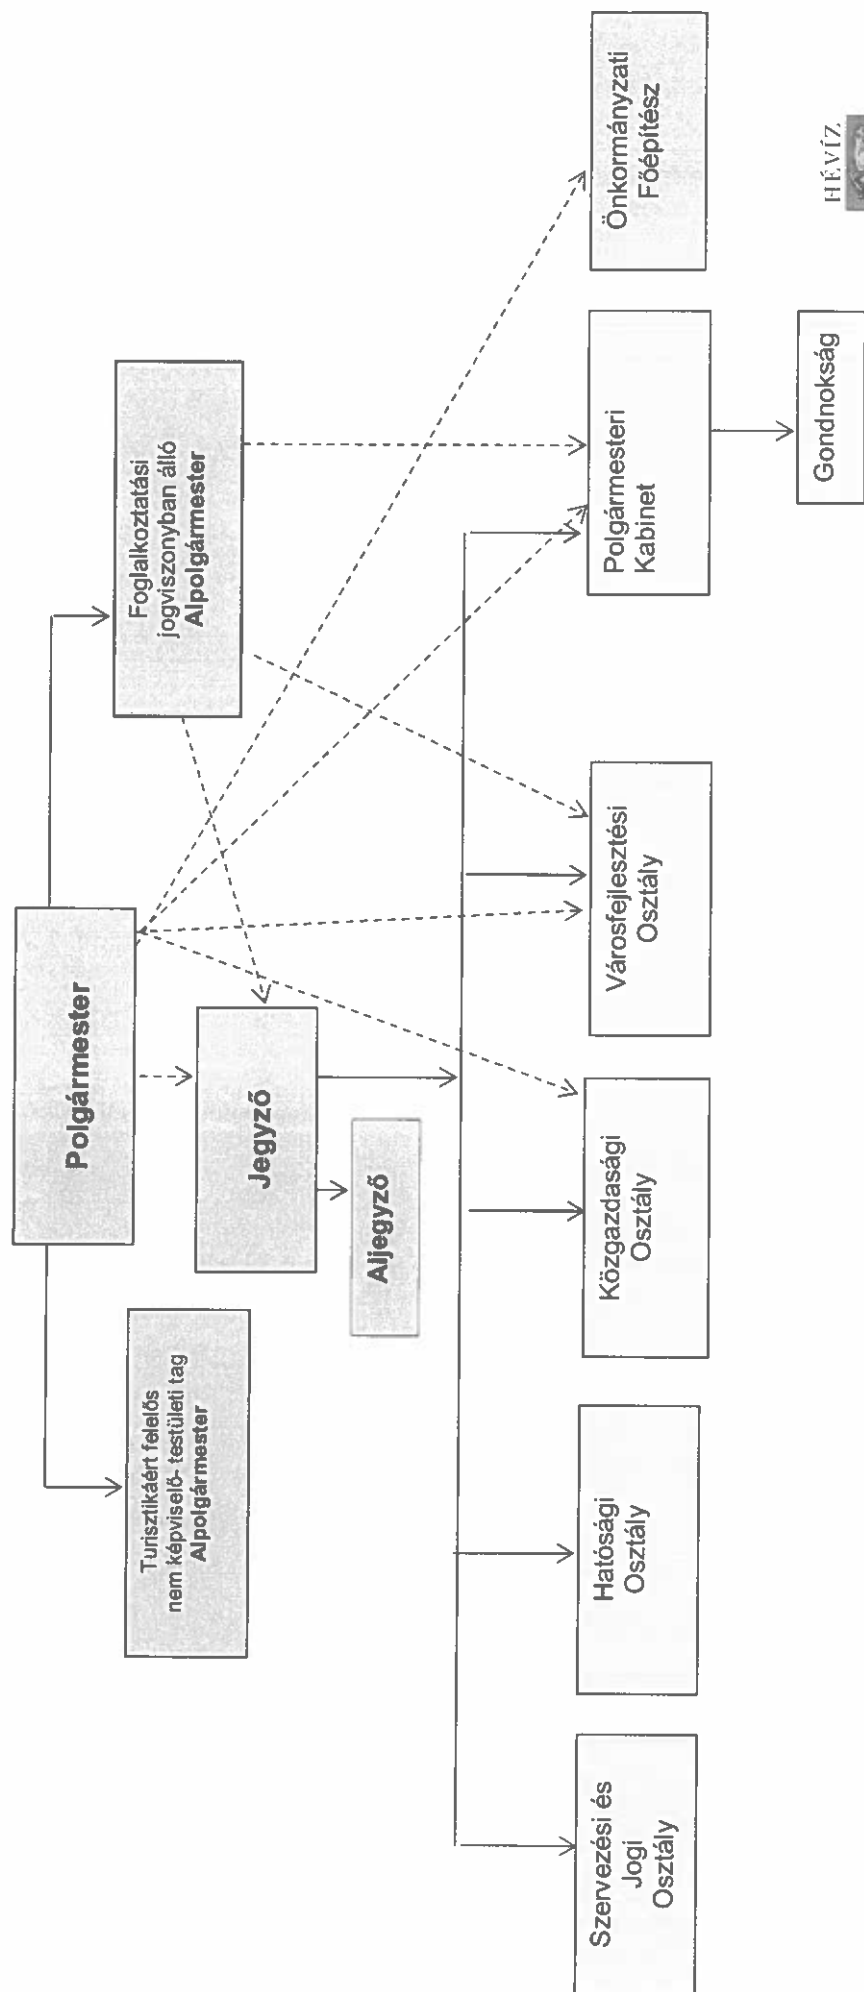 Polgármester
Turisztikáért felelős
nem képviselő- testületi tag
Alpolgármester
Foglalkoztatási
jogviszonyban álló
Alpolgármester
Jegyző
Aljegyző
Szervezési és
Jogi
Osztály
Hatósági
Osztály
Közgazdasági
Osztály
Városfejlesztési
Osztály
Polgármesteri
Kabinet
Önkormányzati
Főépítész
Gondnokság
HÉVÍZ